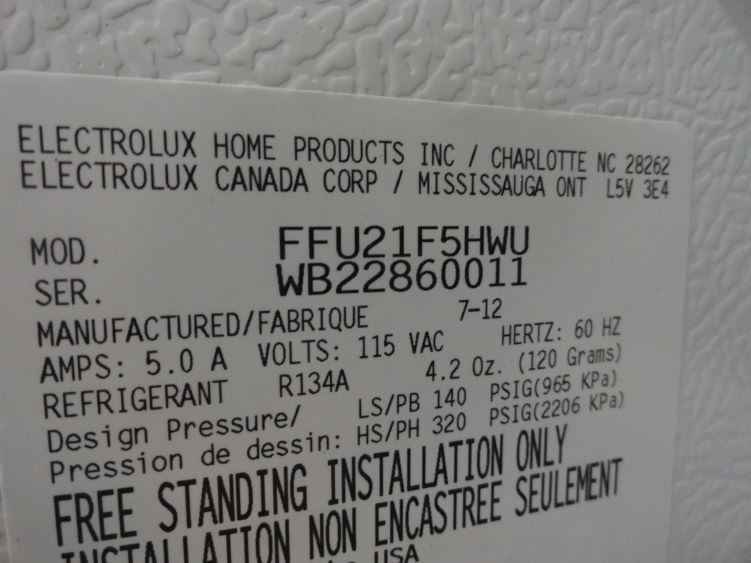 ELECTROLUX HOME PRODUCTS INC / CHARLOTTE NC 28262
ELECTROLUX CANADA CORP / MISSISSAUGA ONT L5V 3E4
MOD. FFU21F5HWU
SER. WB22860011
MANUFACTURED/FABRIQUE 7-12
AMPS: 5.0 A VOLTS: 115 VAC HERTZ: 60 HZ
REFRIGERANT R134A 4.2 Oz. (120 Grams)
Design Pressure/ LS/PB 140 PSIG(965 KPa)
Pression de dessin: HS/PH 320 PSIG(2206 KPa)
FREE STANDING INSTALLATION ONLY
INSTALLATION NON ENCASTREE SEULEMENT
USA